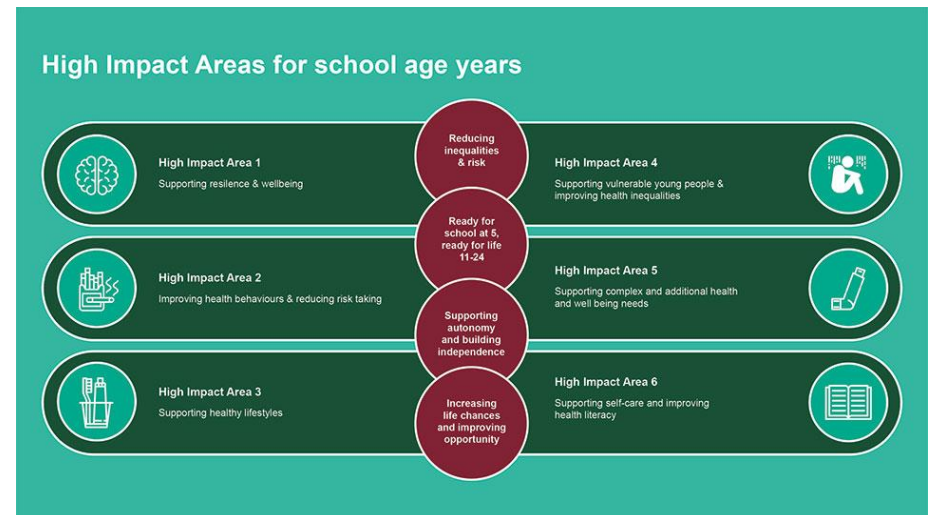 High Impact Areas for school age years
High Impact Area 1
Supporting resilence & wellbeing
High Impact Area 2
Improving health behaviours & reducing risk taking
High Impact Area 3
Supporting healthy lifestyles
Reducing
inequalities
& risk
Ready for
school at 5,
ready for life
11-24
Supporting
autonomy
and building
independence
Increasing
life chances
and improving
opportunity
High Impact Area 4
Supporting vulnerable young people &
improving health inequalities
High Impact Area 5
Supporting complex and additional health
and well being needs
High Impact Area 6
Supporting self-care and improving
health literacy